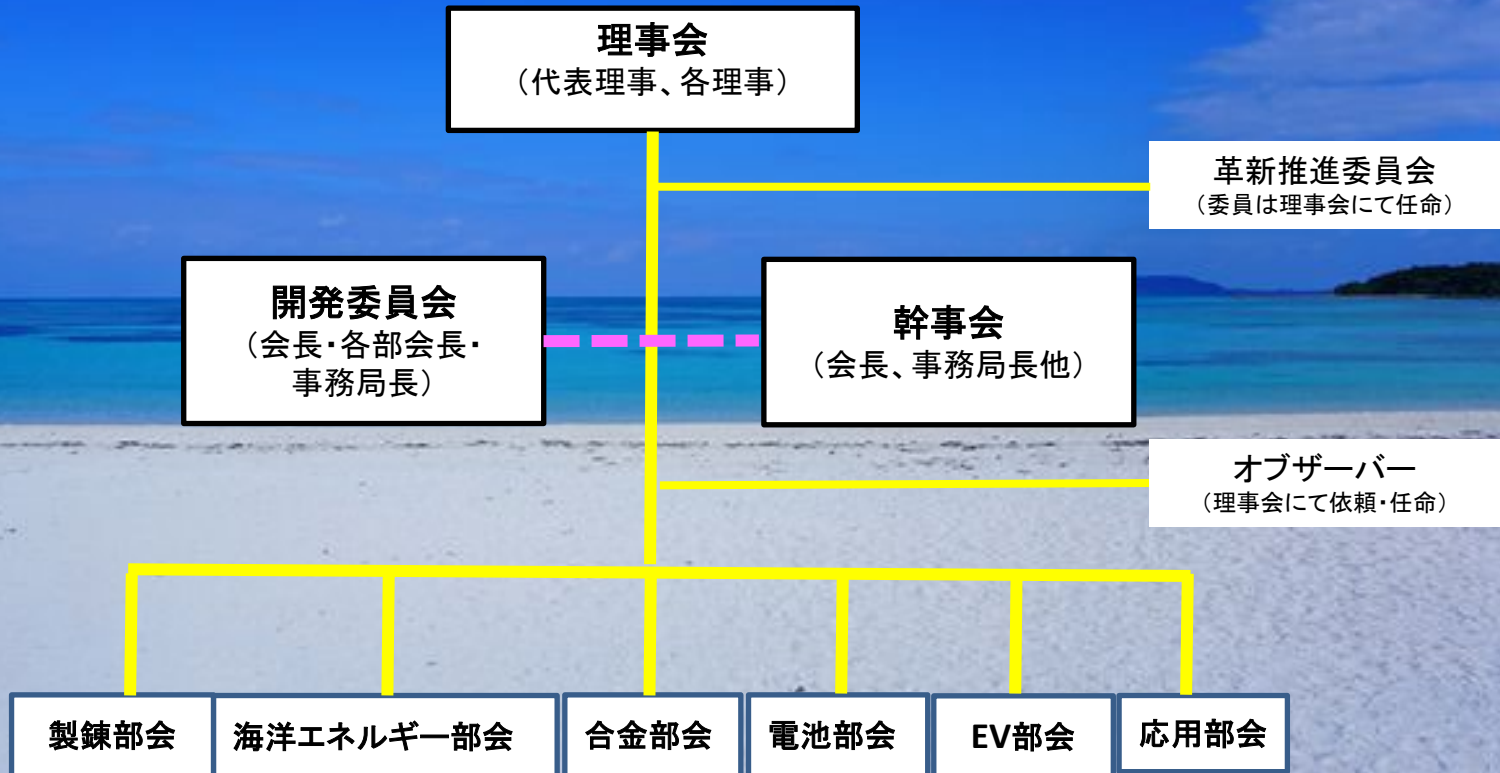 理事会
（代表理事、各理事）
革新推進委員会
（委員は理事会にて任命）
開発委員会
（会長・各部会長・
事務局長）
幹事会
（会長、事務局長他）
オブザーバー
（理事会にて依頼・任命）
製錬部会
海洋エネルギー部会
合金部会
電池部会
EV部会
応用部会